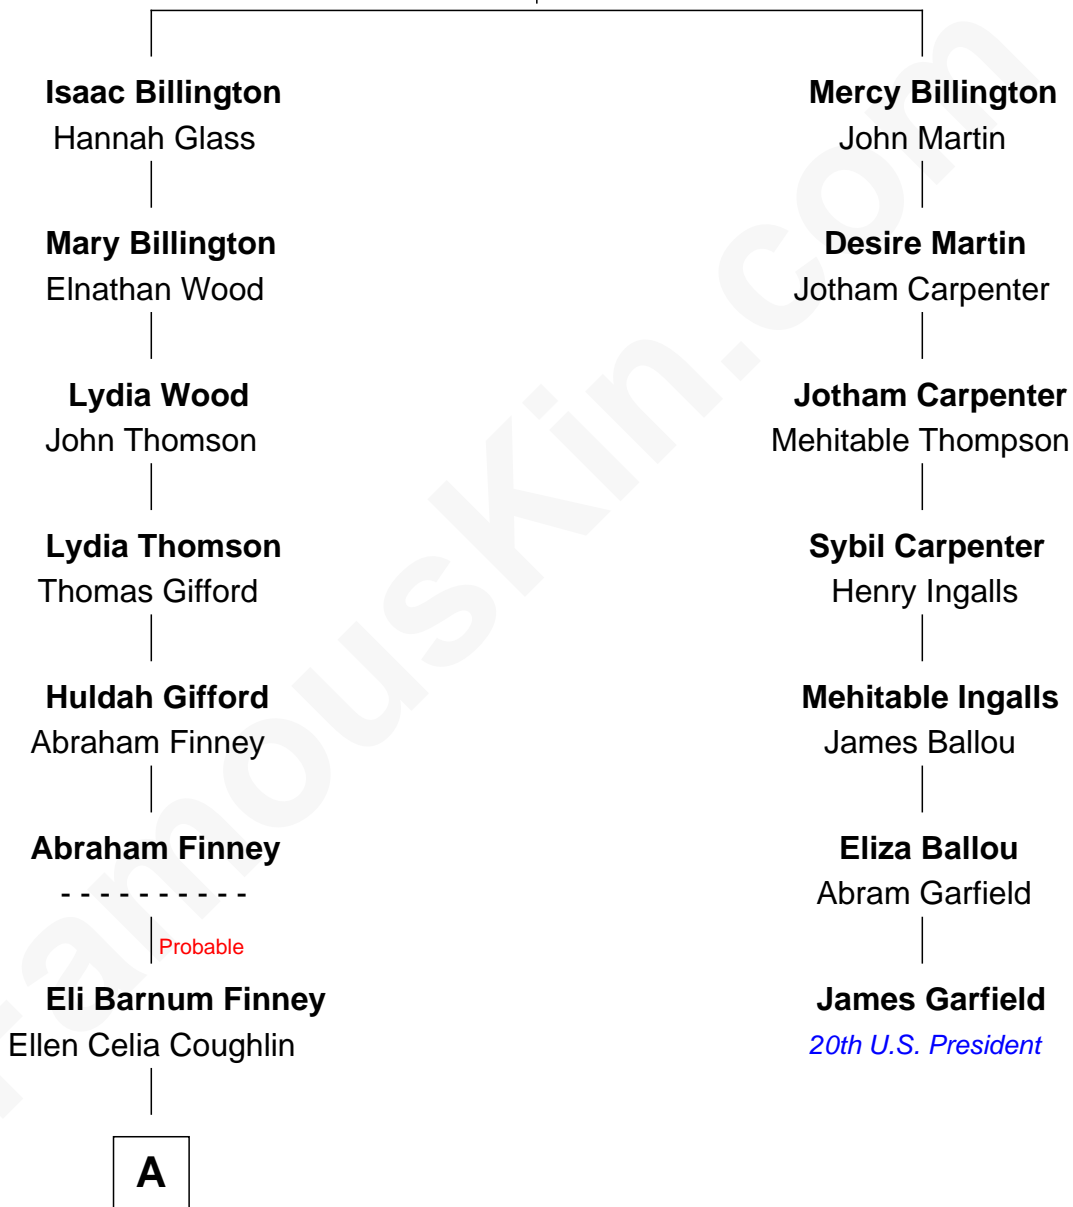 Isaac Billington
Hannah Glass
Mary Billington
Elnathan Wood
Lydia Wood
John Thomson
Lydia Thomson
Thomas Gifford
Huldah Gifford
Abraham Finney
Abraham Finney
- - - - - - - - - -
Probable
Eli Barnum Finney
Ellen Celia Coughlin
A
Mercy Billington
John Martin
Desire Martin
Jotham Carpenter
Jotham Carpenter
Mehitable Thompson
Sybil Carpenter
Henry Ingalls
Mehitable Ingalls
James Ballou
Eliza Ballou
Abram Garfield
James Garfield
20th U.S. President
FamousKin.com